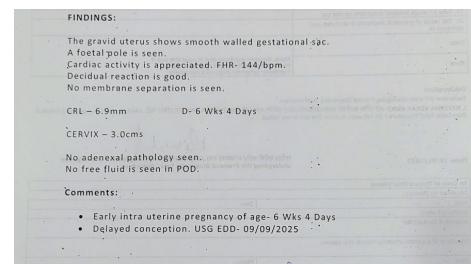 FINDINGS:
The gravid uterus shows smooth walled gestational sac.
A foetal pole is seen.
Cardiac activity is appreciated. FHR- 144/bpm.
Decidual reaction is good.
No membrane separation is seen.
CRL – 6.9mm D- 6 Wks 4 Days
CERVIX – 3.0cms
No adenexal pathology seen.
No free fluid is seen in POD.
Comments:
• Early intra uterine pregnancy of age- 6 Wks 4 Days
• Delayed conception. USG EDD- 09/09/2025